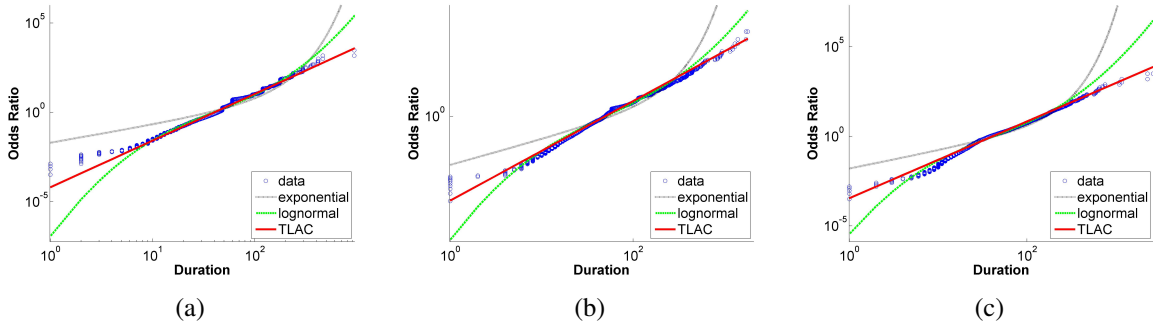 Odds Ratio
10^5
10^0
10^-5
10^0
10^1
10^2
Duration
data
exponential
lognormal
TLAC
(a)
Odds Ratio
10^0
10^0
10^2
Duration
data
exponential
lognormal
TLAC
(b)
Odds Ratio
10^5
10^0
10^-5
10^0
10^2
Duration
data
exponential
lognormal
TLAC
(c)